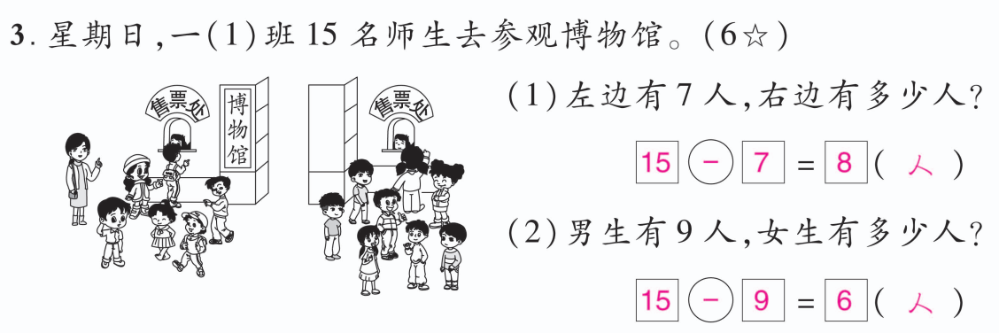 3. 星期日,一(1)班 15 名师生去参观博物馆。(6☆)
售票处
博物馆
售票处
(1)左边有 7 人,右边有多少人?
15 - 7 = 8 ( 人 )
(2)男生有 9 人,女生有多少人?
15 - 9 = 6 ( 人 )